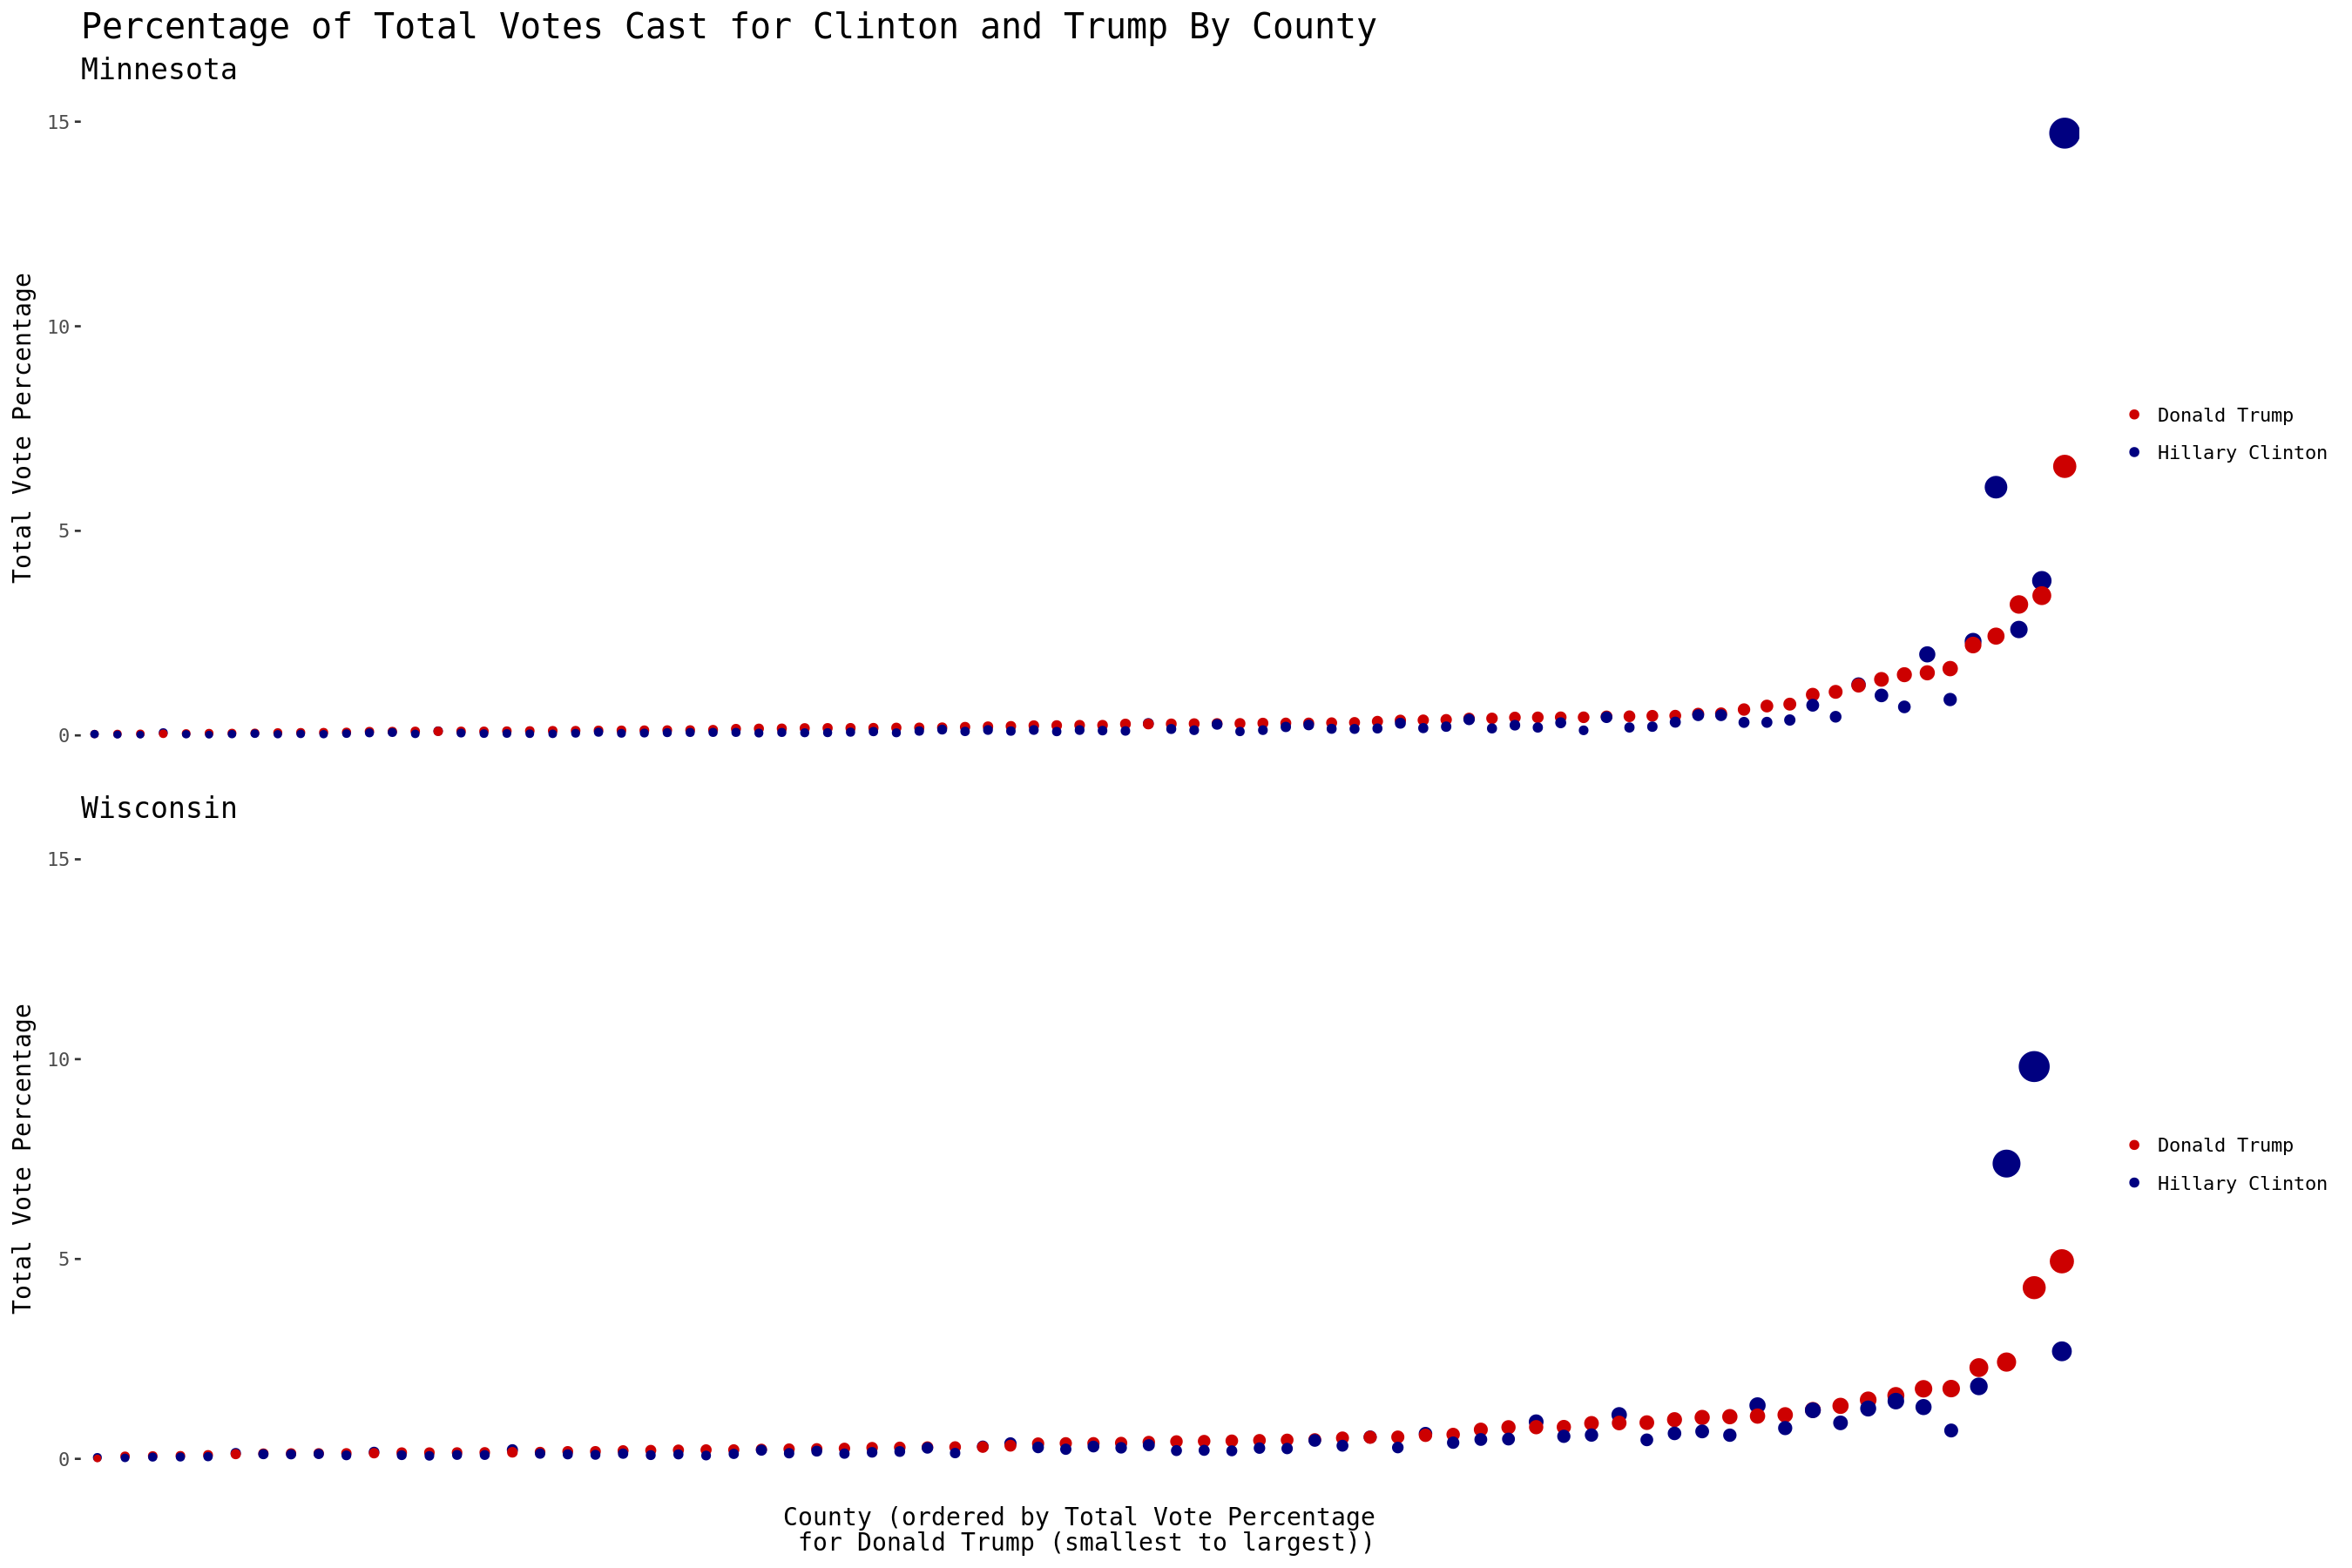 Percentage of Total Votes Cast for Clinton and Trump By County
Minnesota
Total Vote Percentage
15
10
5
0
Donald Trump
Hillary Clinton
Wisconsin
Total Vote Percentage
15
10
5
0
Donald Trump
Hillary Clinton
County (ordered by Total Vote Percentage
for Donald Trump (smallest to largest))